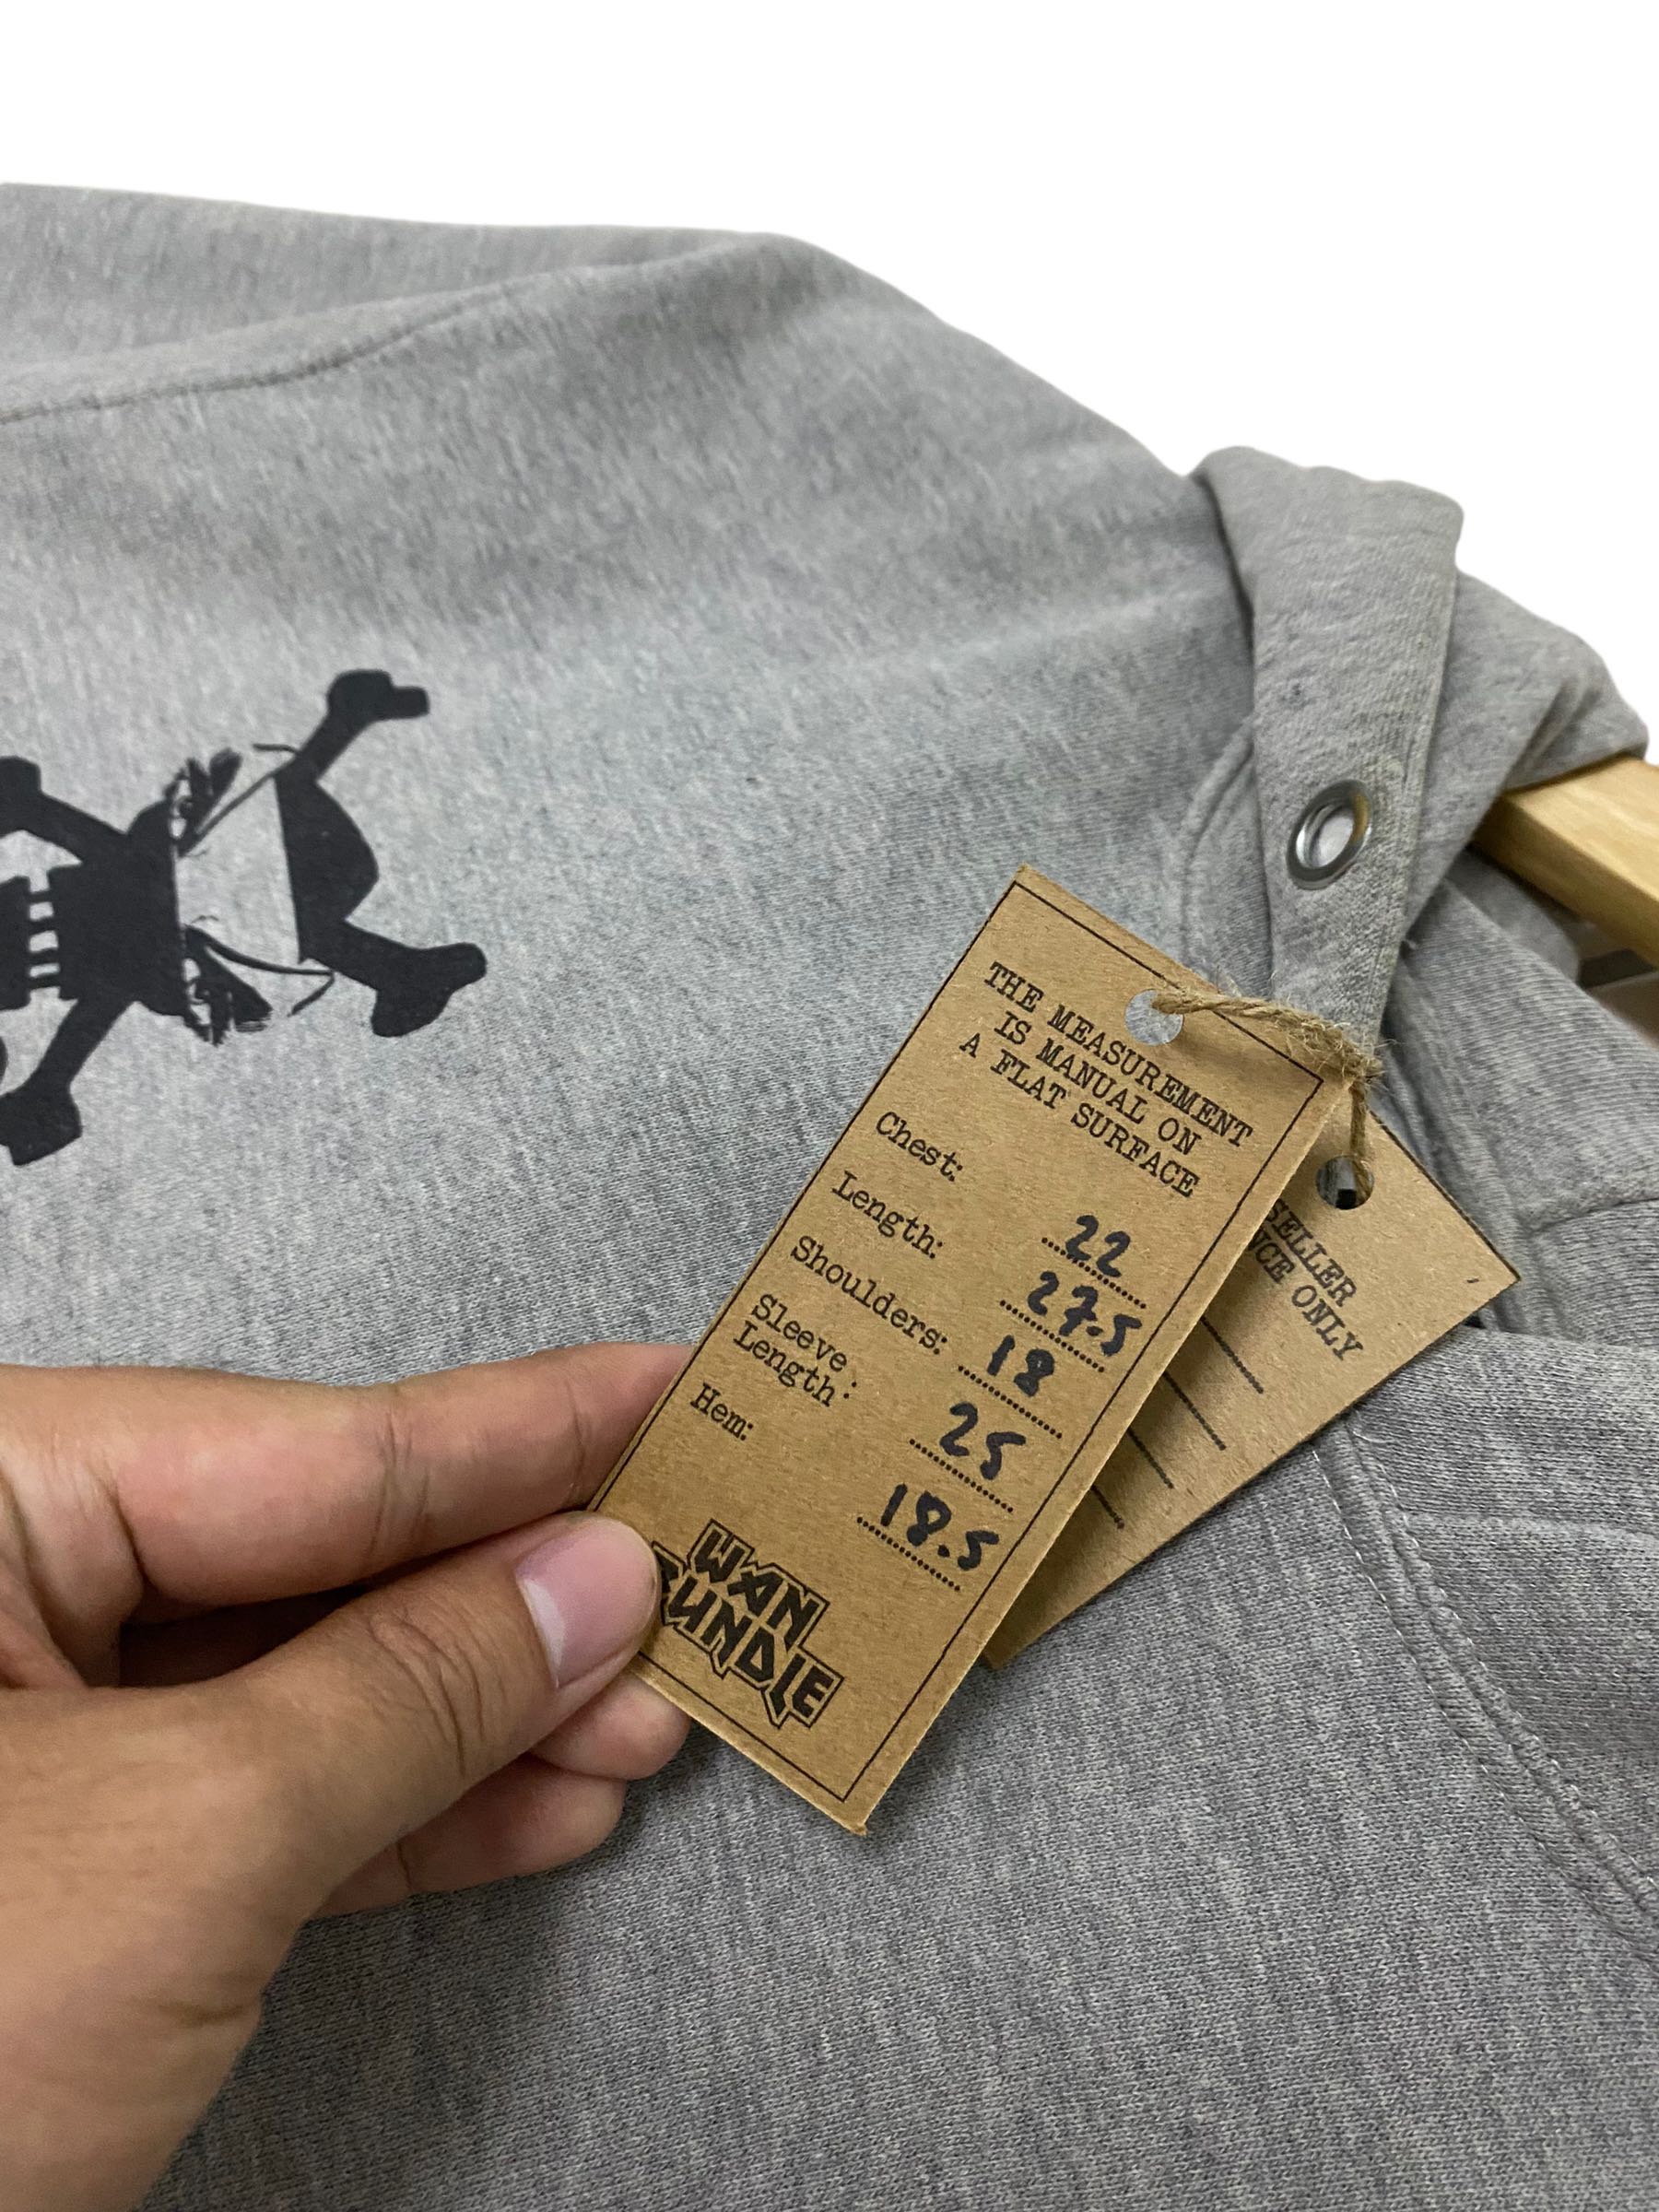 THE MEASUREMENT
IS MANUAL ON
A FLAT SURFACE
Chest: 22
Length: 27.5
Shoulders: 18
Sleeve
Length: 25
Hem: 18.5
WAN
BUNDLE
SELLER
ONLY